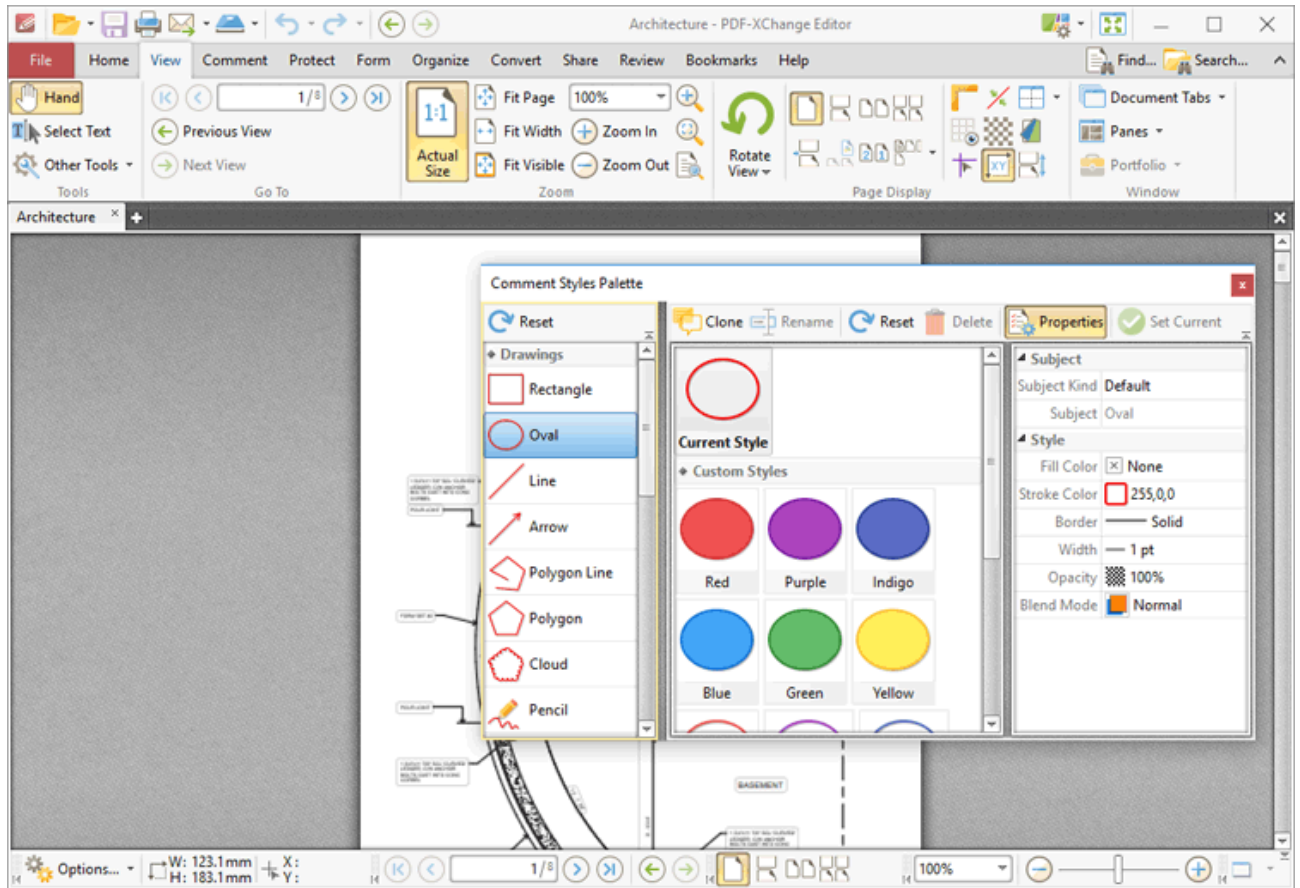 Architecture - PDF-XChange Editor
File Home View Comment Protect Form Organize Convert Share Review Bookmarks Help Find... Search...
Hand 1/8 1:1 Fit Page 100% Document Tabs
Select Text Previous View Fit Width Zoom In Panes
Other Tools Next View Actual Size Fit Visible Zoom Out Rotate View XY Portfolio
Tools Go To Zoom Page Display Window
Architecture
Comment Styles Palette
Reset Clone Rename Reset Delete Properties Set Current
Drawings
Rectangle
Oval
Line
Arrow
Polygon Line
Polygon
Cloud
Pencil
Current Style
Custom Styles
Red Purple Indigo
Blue Green Yellow
Subject
Subject Kind Default
Subject Oval
Style
Fill Color None
Stroke Color 255,0,0
Border Solid
Width 1 pt
Opacity 100%
Blend Mode Normal
BASEMENT
Options... W: 123.1mm X:
H: 183.1mm Y:
1/8 100%